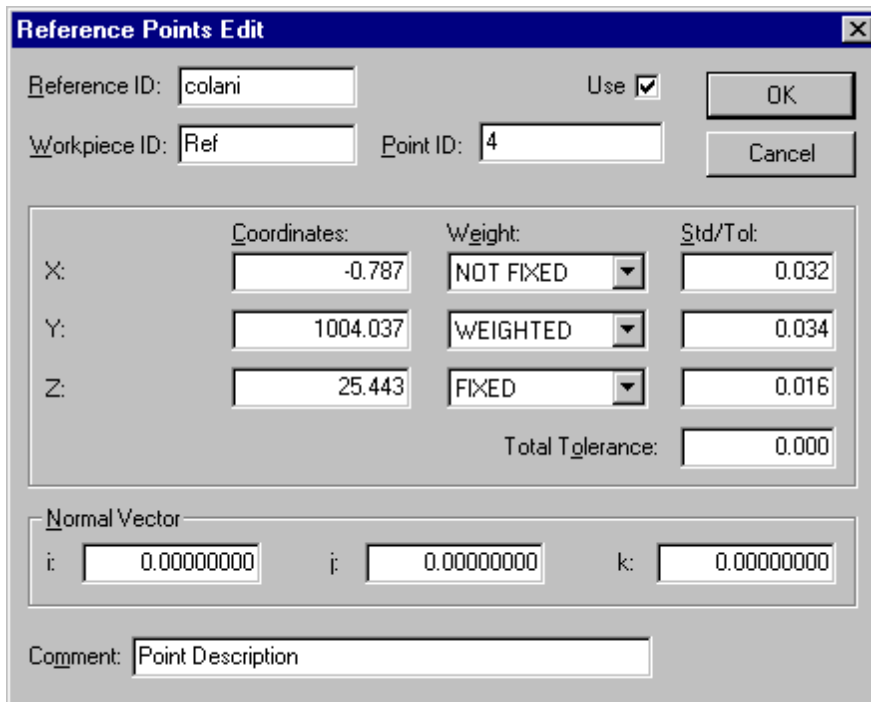 Reference Points Edit
Reference ID: colani Use OK
Workpiece ID: Ref Point ID: 4 Cancel
Coordinates: Weight: Std/Tol:
X: -0.787 NOT FIXED 0.032
Y: 1004.037 WEIGHTED 0.034
Z: 25.443 FIXED 0.016
Total Tolerance: 0.000
Normal Vector
i: 0.00000000 j: 0.00000000 k: 0.00000000
Comment: Point Description